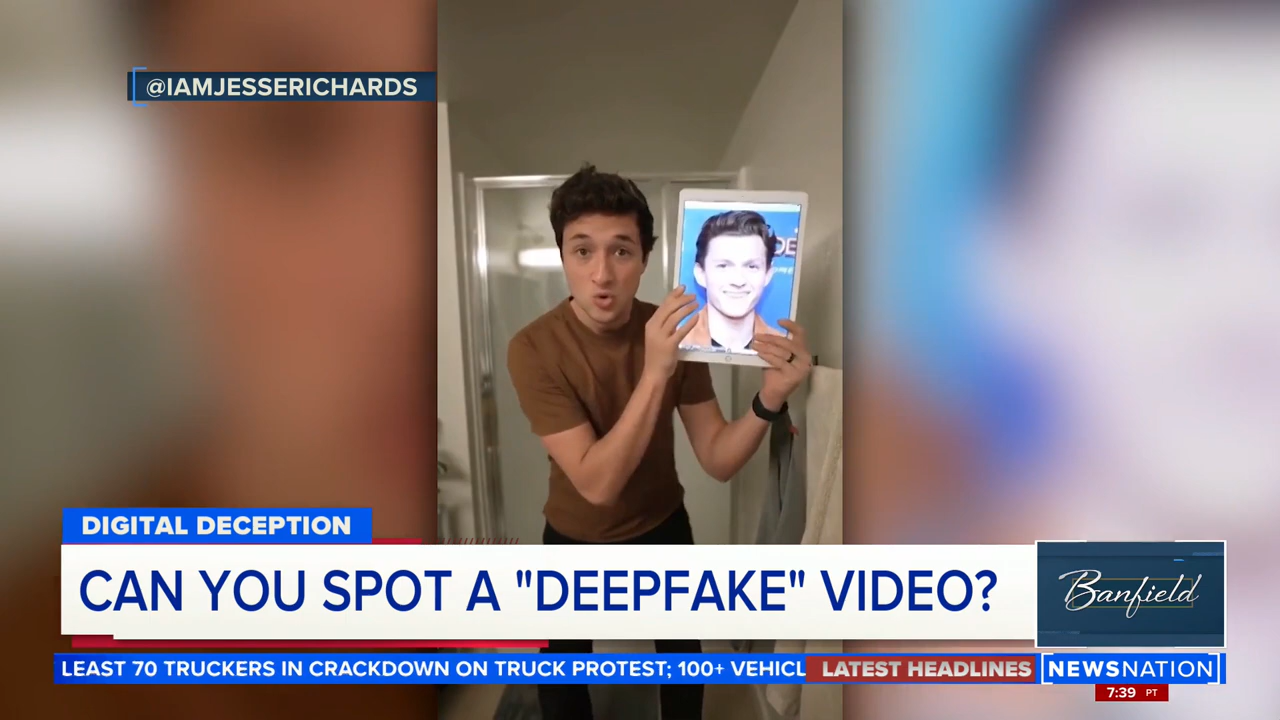 @IAMJESSERICHARDS
DE
DIGITAL DECEPTION
CAN YOU SPOT A "DEEPFAKE" VIDEO?
Banfield
LEAST 70 TRUCKERS IN CRACKDOWN ON TRUCK PROTEST; 100+ VEHICL
LATEST HEADLINES
NEWSNATION
7:39 PT